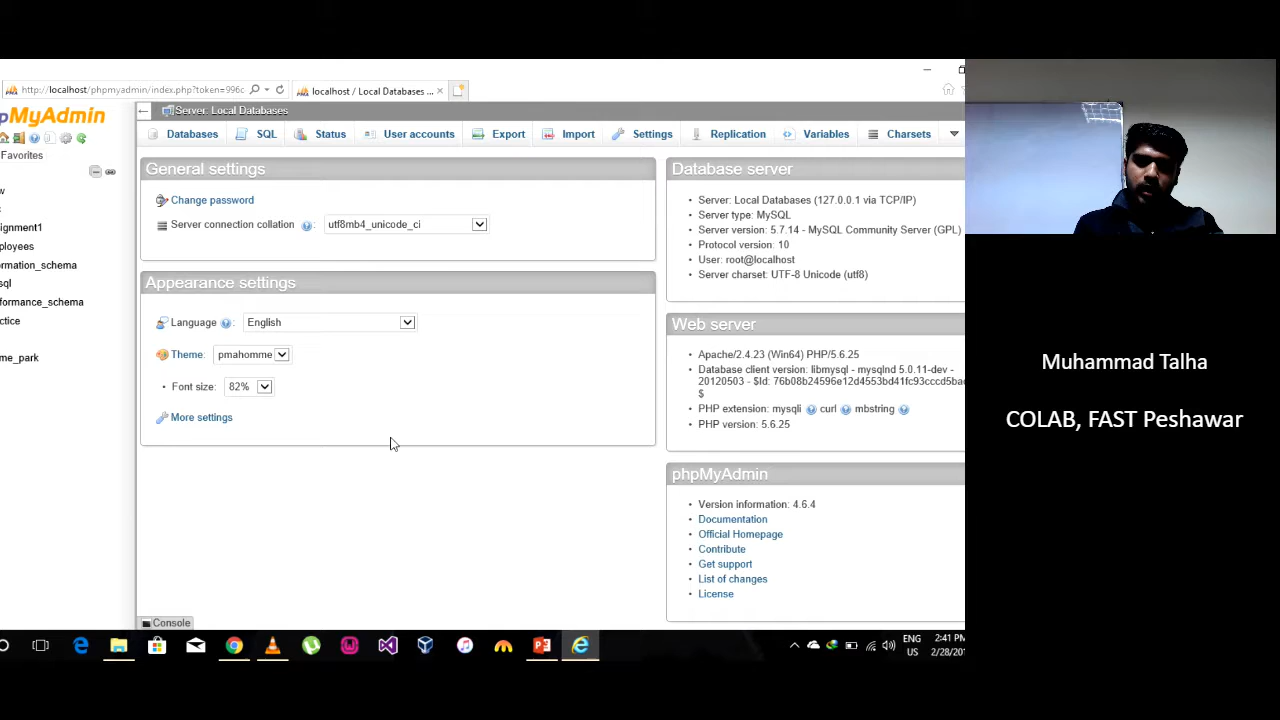 http://localhost/phpmyadmin/index.php?token=996c
localhost / Local Databases ...
pMyAdmin
Server: Local Databases
Databases
SQL
Status
User accounts
Export
Import
Settings
Replication
Variables
Charsets
Favorites
w
ignment1
ployees
ormation_schema
sql
formance_schema
ctice
me_park
General settings
Change password
Server connection collation :
utf8mb4_unicode_ci
Appearance settings
Language :
English
Theme:
pmahomme
• Font size:
82%
More settings
Console
Database server
• Server: Local Databases (127.0.0.1 via TCP/IP)
• Server type: MySQL
• Server version: 5.7.14 - MySQL Community Server (GPL)
• Protocol version: 10
• User: root@localhost
• Server charset: UTF-8 Unicode (utf8)
Web server
• Apache/2.4.23 (Win64) PHP/5.6.25
• Database client version: libmysql - mysqlnd 5.0.11-dev -
20120503 - $Id: 76b08b24596e12d4553bd41fc93cccd5bac
$
• PHP extension: mysqli curl mbstring
• PHP version: 5.6.25
phpMyAdmin
• Version information: 4.6.4
• Documentation
• Official Homepage
• Contribute
• Get support
• List of changes
• License
ENG
US
2:41 PM
2/28/201
Muhammad Talha
COLAB, FAST Peshawar